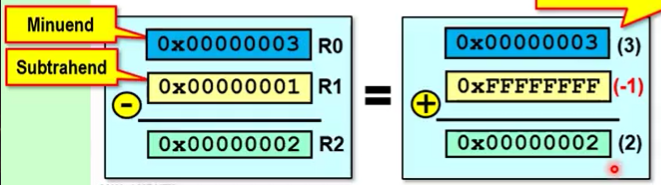 Minuend
0x00000003 R0
Subtrahend
0x00000001 R1
-
0x00000002 R2
=
0x00000003 (3)
0xFFFFFFFF (-1)
+
0x00000002 (2)